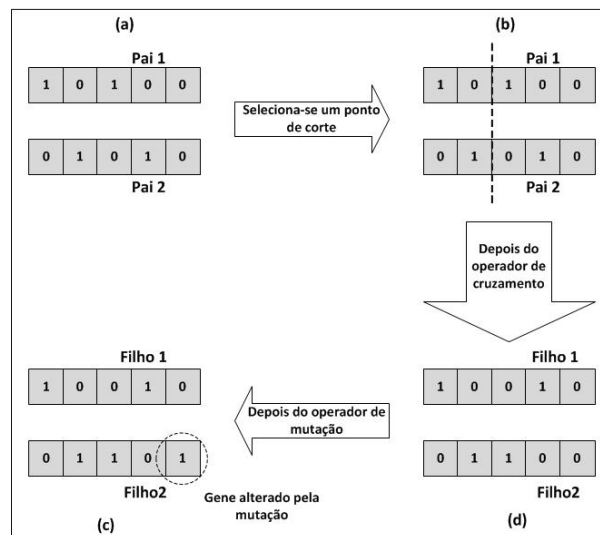 (a)
Pai 1
1 0 1 0 0
0 1 0 1 0
Pai 2
Seleciona-se um ponto
de corte
(b)
Pai 1
1 0 1 0 0
0 1 0 1 0
Pai 2
Depois do
operador de
cruzamento
Filho 1
1 0 0 1 0
0 1 1 0 0
Filho2
(d)
Depois do operador de
mutação
Filho 1
1 0 0 1 0
0 1 1 0 1
Filho2
Gene alterado pela
mutação
(c)